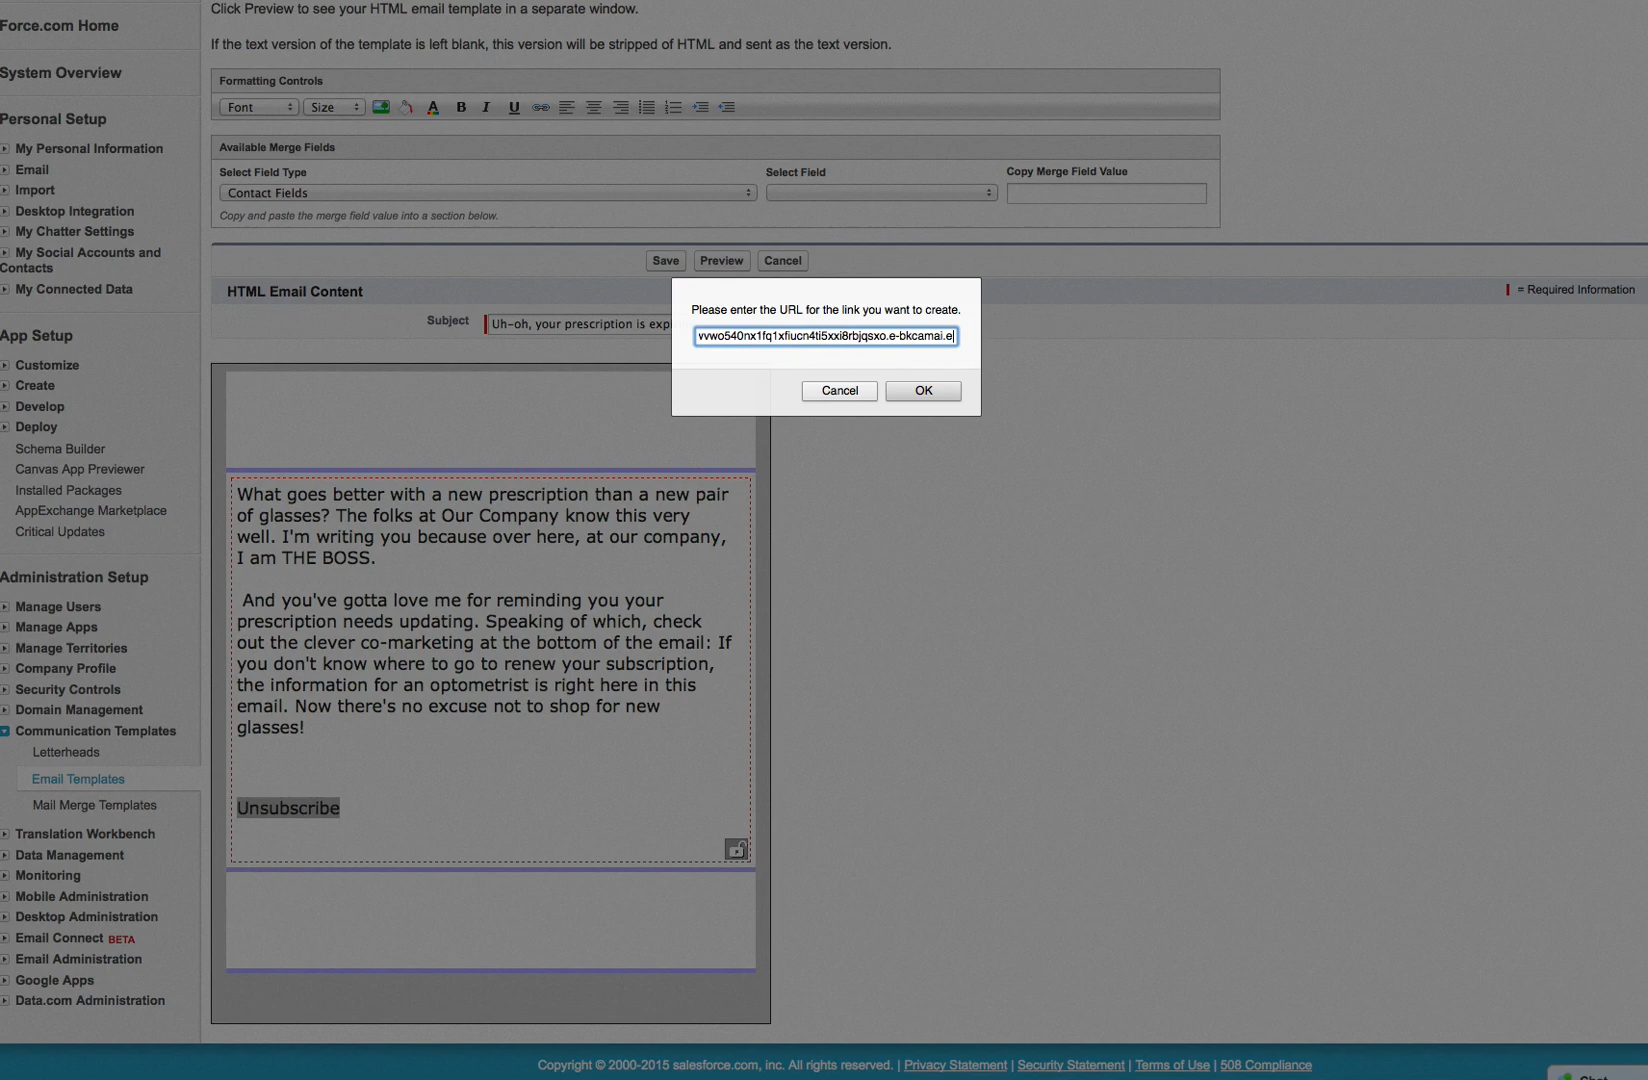 Click Preview to see your HTML email template in a separate window.
If the text version of the template is left blank, this version will be stripped of HTML and sent as the text version.
Force.com Home
System Overview
Personal Setup
My Personal Information
Email
Import
Desktop Integration
My Chatter Settings
My Social Accounts and
Contacts
My Connected Data
App Setup
Customize
Create
Develop
Deploy
Schema Builder
Canvas App Previewer
Installed Packages
AppExchange Marketplace
Critical Updates
Administration Setup
Manage Users
Manage Apps
Manage Territories
Company Profile
Security Controls
Domain Management
Communication Templates
Letterheads
Email Templates
Mail Merge Templates
Translation Workbench
Data Management
Monitoring
Mobile Administration
Desktop Administration
Email Connect BETA
Email Administration
Google Apps
Data.com Administration
Formatting Controls
Font Size A B I U
Available Merge Fields
Select Field Type Select Field Copy Merge Field Value
Contact Fields
Copy and paste the merge field value into a section below.
Save Preview Cancel
HTML Email Content
= Required Information
Subject Uh-oh, your prescription is exp
Please enter the URL for the link you want to create.
vvwo540nx1fq1xfiucn4ti5xxi8rbjqsxo.e-bkcamai.e
Cancel OK
What goes better with a new prescription than a new pair
of glasses? The folks at Our Company know this very
well. I'm writing you because over here, at our company,
I am THE BOSS.
And you've gotta love me for reminding you your
prescription needs updating. Speaking of which, check
out the clever co-marketing at the bottom of the email: If
you don't know where to go to renew your subscription,
the information for an optometrist is right here in this
email. Now there's no excuse not to shop for new
glasses!
Unsubscribe
Copyright © 2000-2015 salesforce.com, inc. All rights reserved. | Privacy Statement | Security Statement | Terms of Use | 508 Compliance
Chat